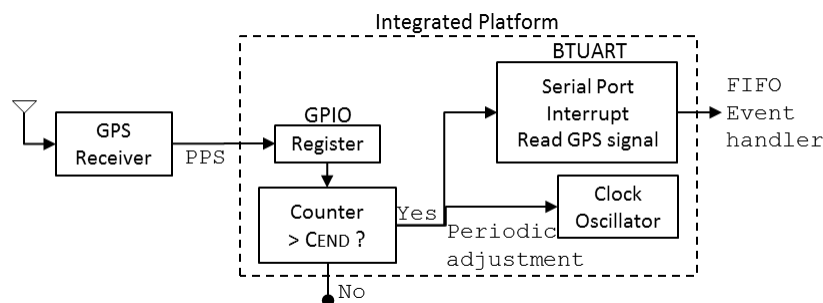 Integrated Platform
BTUART
Serial Port
Interrupt
Read GPS signal
FIFO
Event
handler
GPIO
Register
GPS
Receiver
PPS
Counter
> CEND ?
Yes
Clock
Oscillator
Periodic
adjustment
No